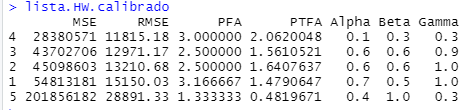 > lista.HW.calibrado
MSE RMSE PFA PTFA Alpha Beta Gamma
4 28380571 11815.18 3.000000 2.0620048 0.1 0.3 0.3
3 43702706 12971.17 2.500000 1.5610521 0.6 0.6 0.9
2 45098603 13210.68 2.500000 1.6407637 0.6 0.6 1.0
1 54813181 15150.03 3.166667 1.4790647 0.7 0.5 1.0
5 201856182 28891.33 1.333333 0.4819671 0.4 1.0 0.3